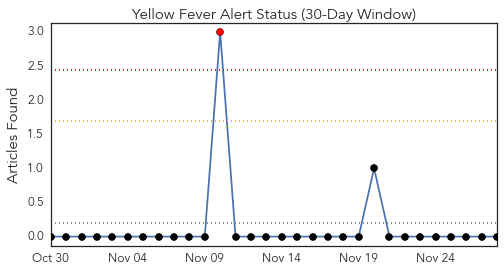 Yellow Fever Alert Status (30-Day Window)
Articles Found
3.0
2.5
2.0
1.5
1.0
0.5
0.0
Oct 30 Nov 04 Nov 09 Nov 14 Nov 19 Nov 24